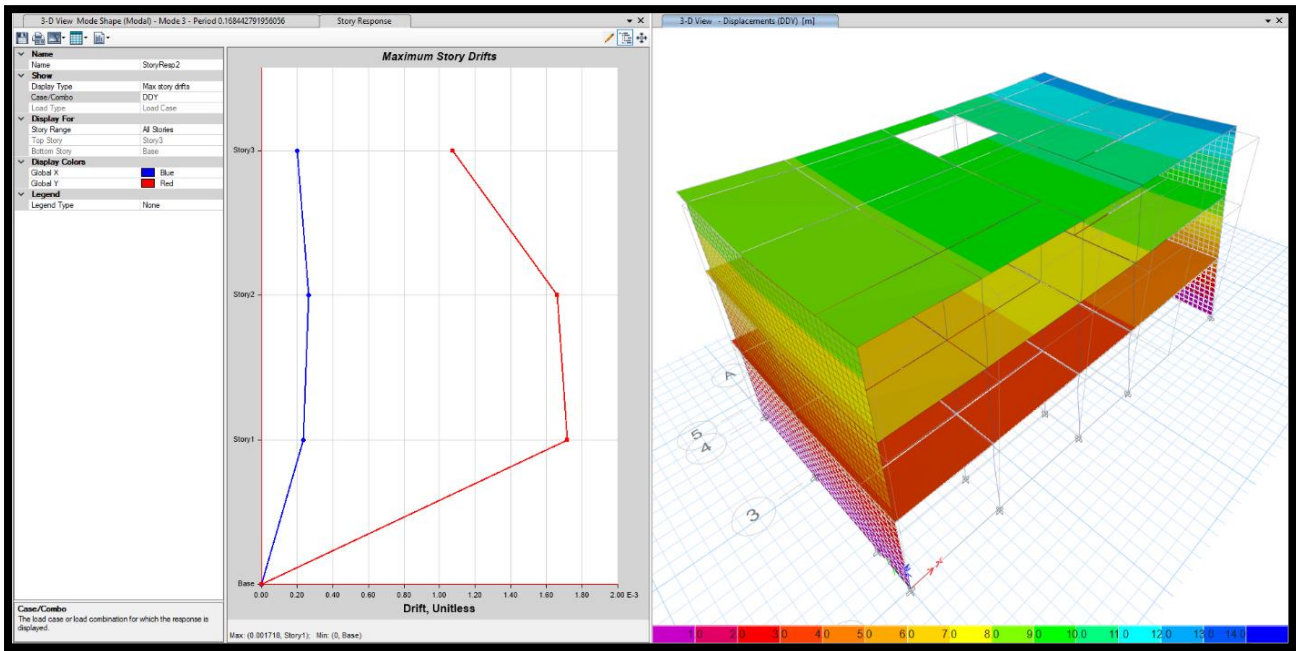 3-D View Mode Shape (Modal) - Mode 3 - Period 0.168442791956056
Story Response
Name
Name StoryResp2
Show
Display Type Max story drifts
Case/Combo DDY
Load Type Load Case
Display For
Story Range All Stories
Top Story Story3
Bottom Story Base
Display Colors
Global X Blue
Global Y Red
Legend
Legend Type None
Case/Combo
The load case or load combination for which the response is
displayed.
Maximum Story Drifts
Story3
Story2
Story1
Base
0.00 0.20 0.40 0.60 0.80 1.00 1.20 1.40 1.60 1.80 2.00 E-3
Drift, Unitless
Max: (0.001718, Story1); Min: (0, Base)
3-D View - Displacements (DDY) [m]
A
5
4
3
1.0 2.0 3.0 4.0 5.0 6.0 7.0 8.0 9.0 10.0 11.0 12.0 13.0 14.0